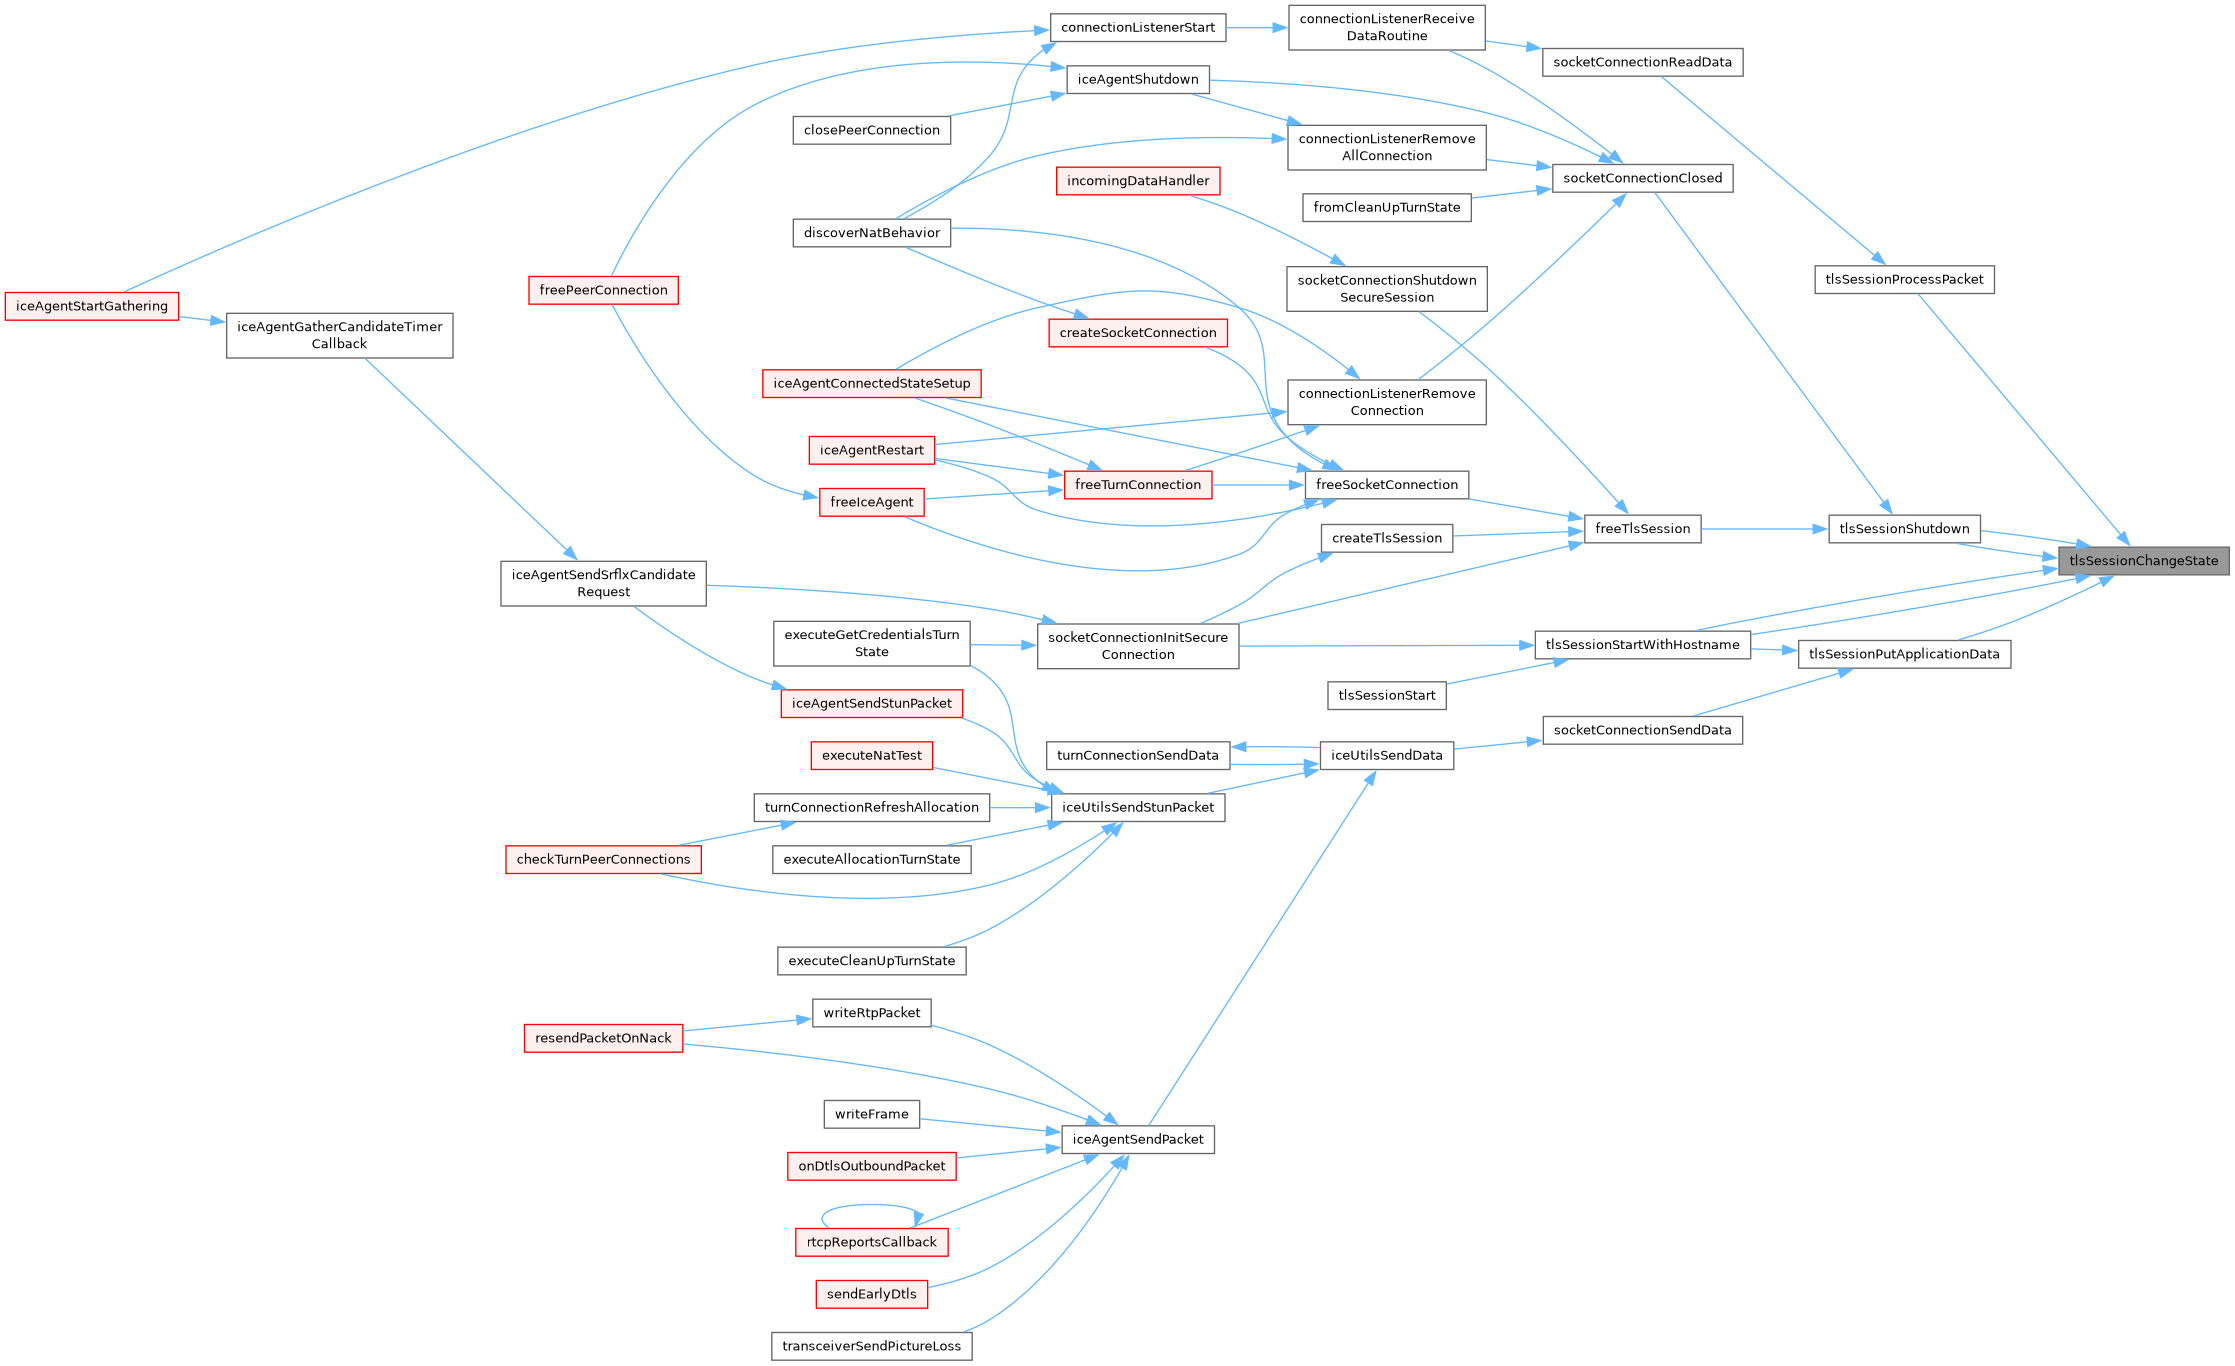 connectionListenerStart
connectionListenerReceive
DataRoutine
socketConnectionReadData
iceAgentShutdown
closePeerConnection
connectionListenerRemove
AllConnection
incomingDataHandler
socketConnectionClosed
fromCleanUpTurnState
discoverNatBehavior
socketConnectionShutdown
SecureSession
tlsSessionProcessPacket
freePeerConnection
iceAgentStartGathering
iceAgentGatherCandidateTimer
Callback
createSocketConnection
iceAgentConnectedStateSetup
connectionListenerRemove
Connection
iceAgentRestart
freeTurnConnection
freeSocketConnection
freeIceAgent
createTlsSession
freeTlsSession
tlsSessionShutdown
tlsSessionChangeState
iceAgentSendSrflxCandidate
Request
executeGetCredentialsTurn
State
socketConnectionInitSecure
Connection
tlsSessionStartWithHostname
tlsSessionPutApplicationData
tlsSessionStart
iceAgentSendStunPacket
socketConnectionSendData
executeNatTest
turnConnectionSendData
iceUtilsSendData
turnConnectionRefreshAllocation
iceUtilsSendStunPacket
checkTurnPeerConnections
executeAllocationTurnState
executeCleanUpTurnState
writeRtpPacket
resendPacketOnNack
writeFrame
iceAgentSendPacket
onDtlsOutboundPacket
rtcpReportsCallback
sendEarlyDtls
transceiverSendPictureLoss